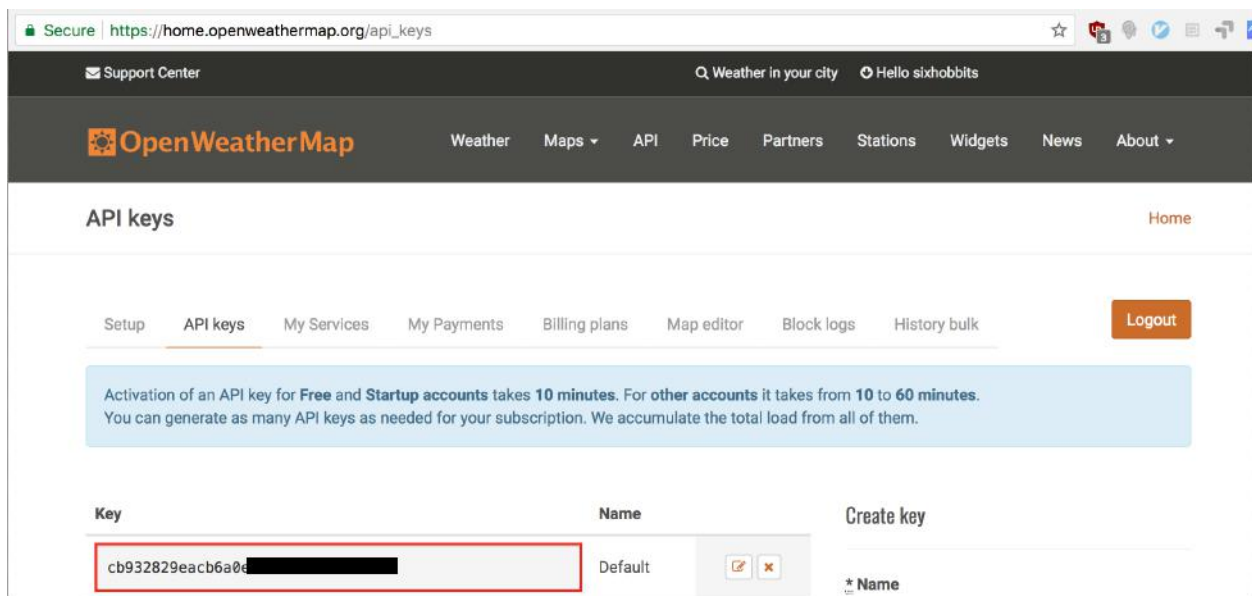 Secure https://home.openweathermap.org/api_keys
3
Support Center Weather in your city Hello sixhobbits
OpenWeatherMap Weather Maps API Price Partners Stations Widgets News About
API keys Home
Setup API keys My Services My Payments Billing plans Map editor Block logs History bulk Logout
Activation of an API key for Free and Startup accounts takes 10 minutes. For other accounts it takes from 10 to 60 minutes.
You can generate as many API keys as needed for your subscription. We accumulate the total load from all of them.
Key Name Create key
cb932829eacb6a0e Default
* Name